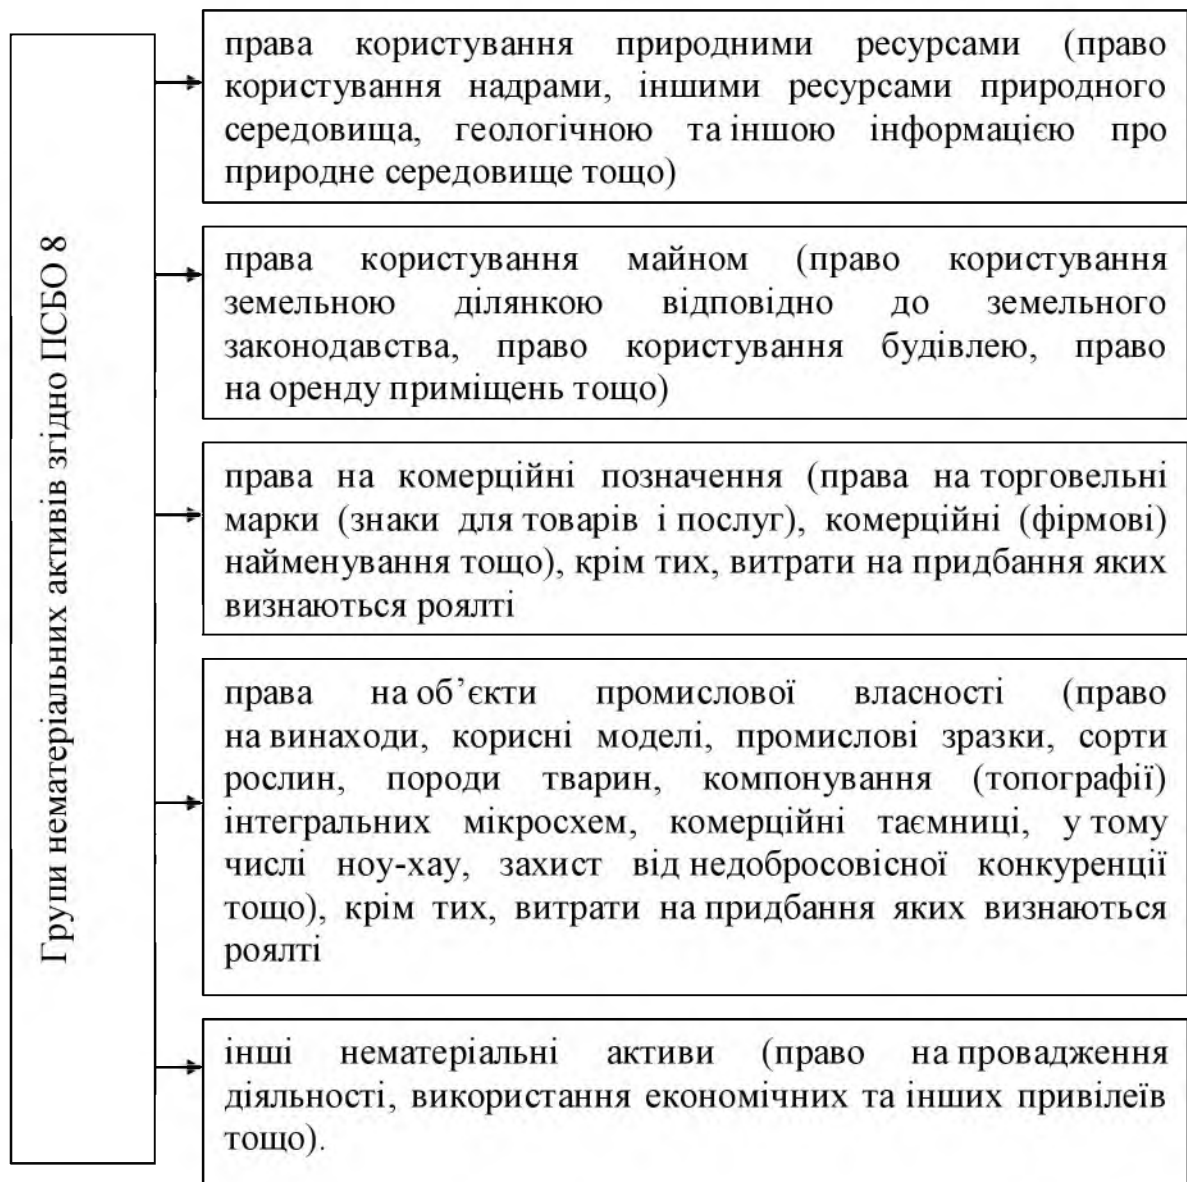 Групи нематеріальних активів згідно ПСБО 8
права користування природними ресурсами (право
користування надрами, іншими ресурсами природного
середовища, геологічною та іншою інформацією про
природне середовище тощо)
права користування майном (право користування
земельною ділянкою відповідно до земельного
законодавства, право користування будівлею, право
на оренду приміщень тощо)
права на комерційні позначення (права на торговельні
марки (знаки для товарів і послуг), комерційні (фірмові)
найменування тощо), крім тих, витрати на придбання яких
визнаються роялті
права на об’єкти промислової власності (право
на винаходи, корисні моделі, промислові зразки, сорти
рослин, породи тварин, компонування (топографії)
інтегральних мікросхем, комерційні таємниці, у тому
числі ноу-хау, захист від недобросовісної конкуренції
тощо), крім тих, витрати на придбання яких визнаються
роялті
інші нематеріальні активи (право на провадження
діяльності, використання економічних та інших привілеїв
тощо).